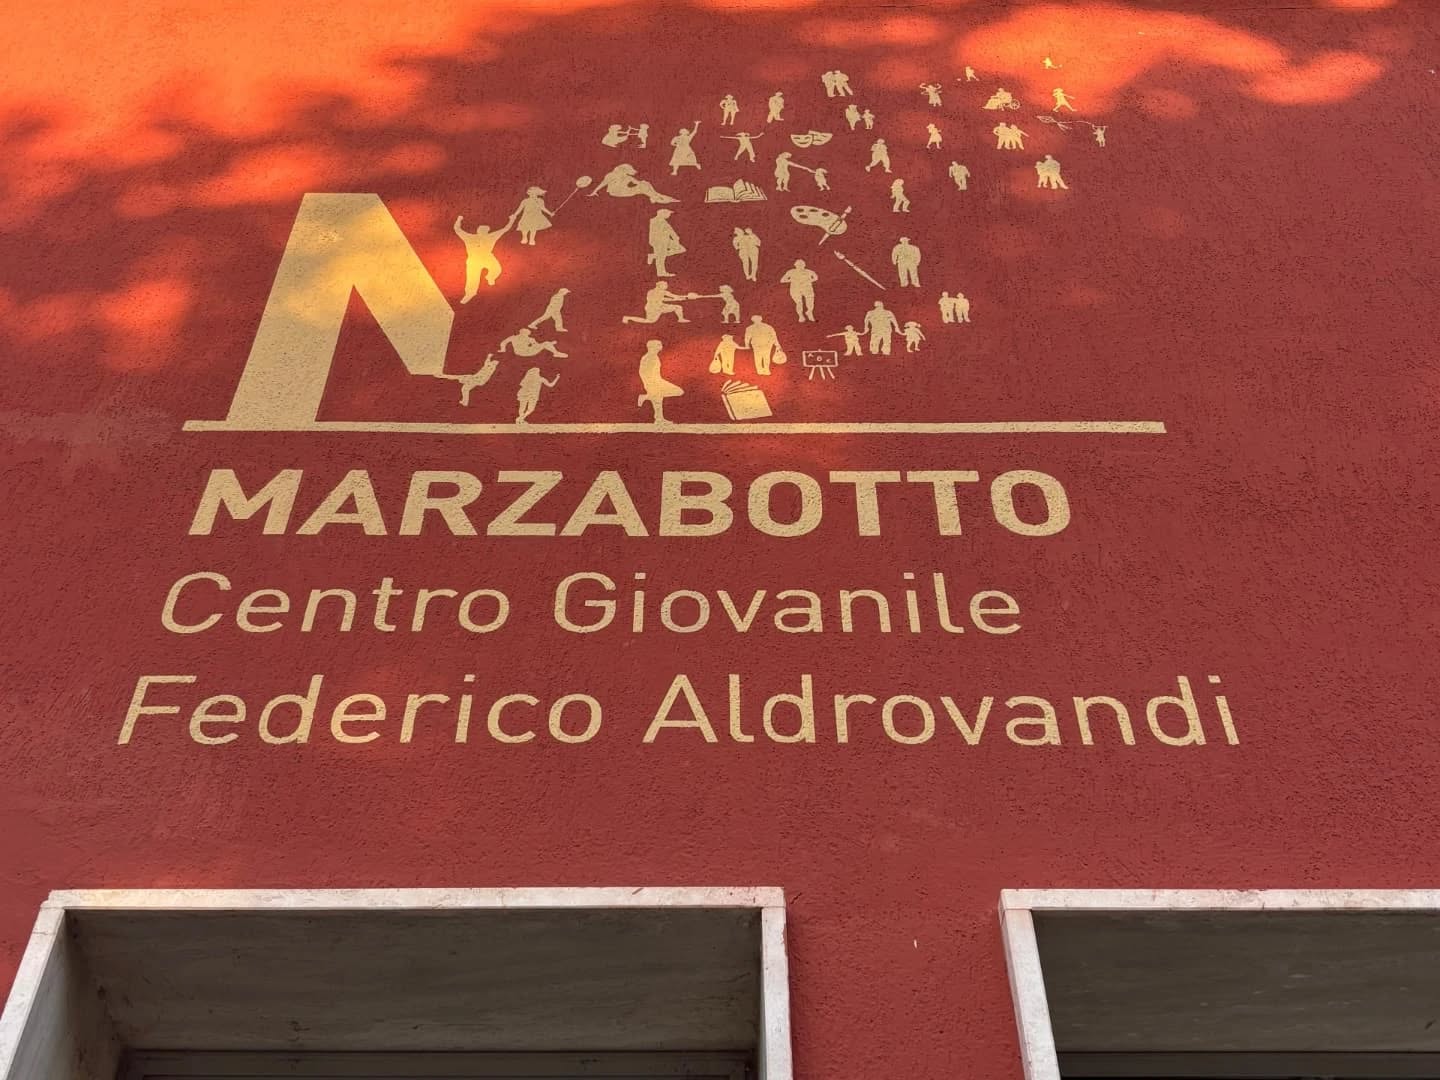 MARZABOTTO
Centro Giovanile
Federico Aldrovandi